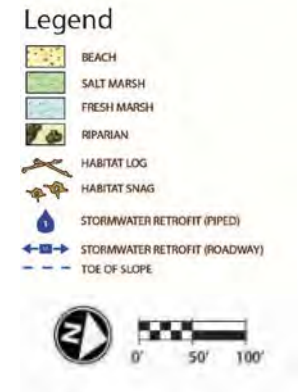 Legend
BEACH
SALT MARSH
FRESH MARSH
RIPARIAN
HABITAT LOG
HABITAT SNAG
1 STORMWATER RETROFIT (PIPED)
STORMWATER RETROFIT (ROADWAY)
TOE OF SLOPE
N
0' 50' 100'